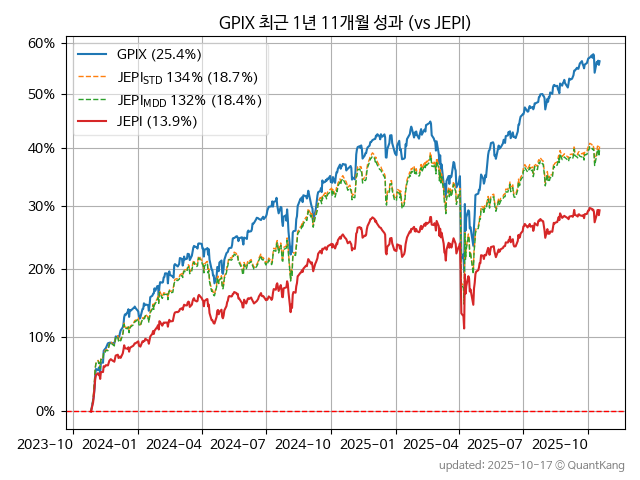 GPIX 최근 1년 11개월 성과 (vs JEPI)
60%
50%
40%
30%
20%
10%
0%
GPIX (25.4%)
JEPI_STD 134% (18.7%)
JEPI_MDD 132% (18.4%)
JEPI (13.9%)
2023-10 2024-01 2024-04 2024-07 2024-10 2025-01 2025-04 2025-07 2025-10
updated: 2025-10-17 © QuantKang